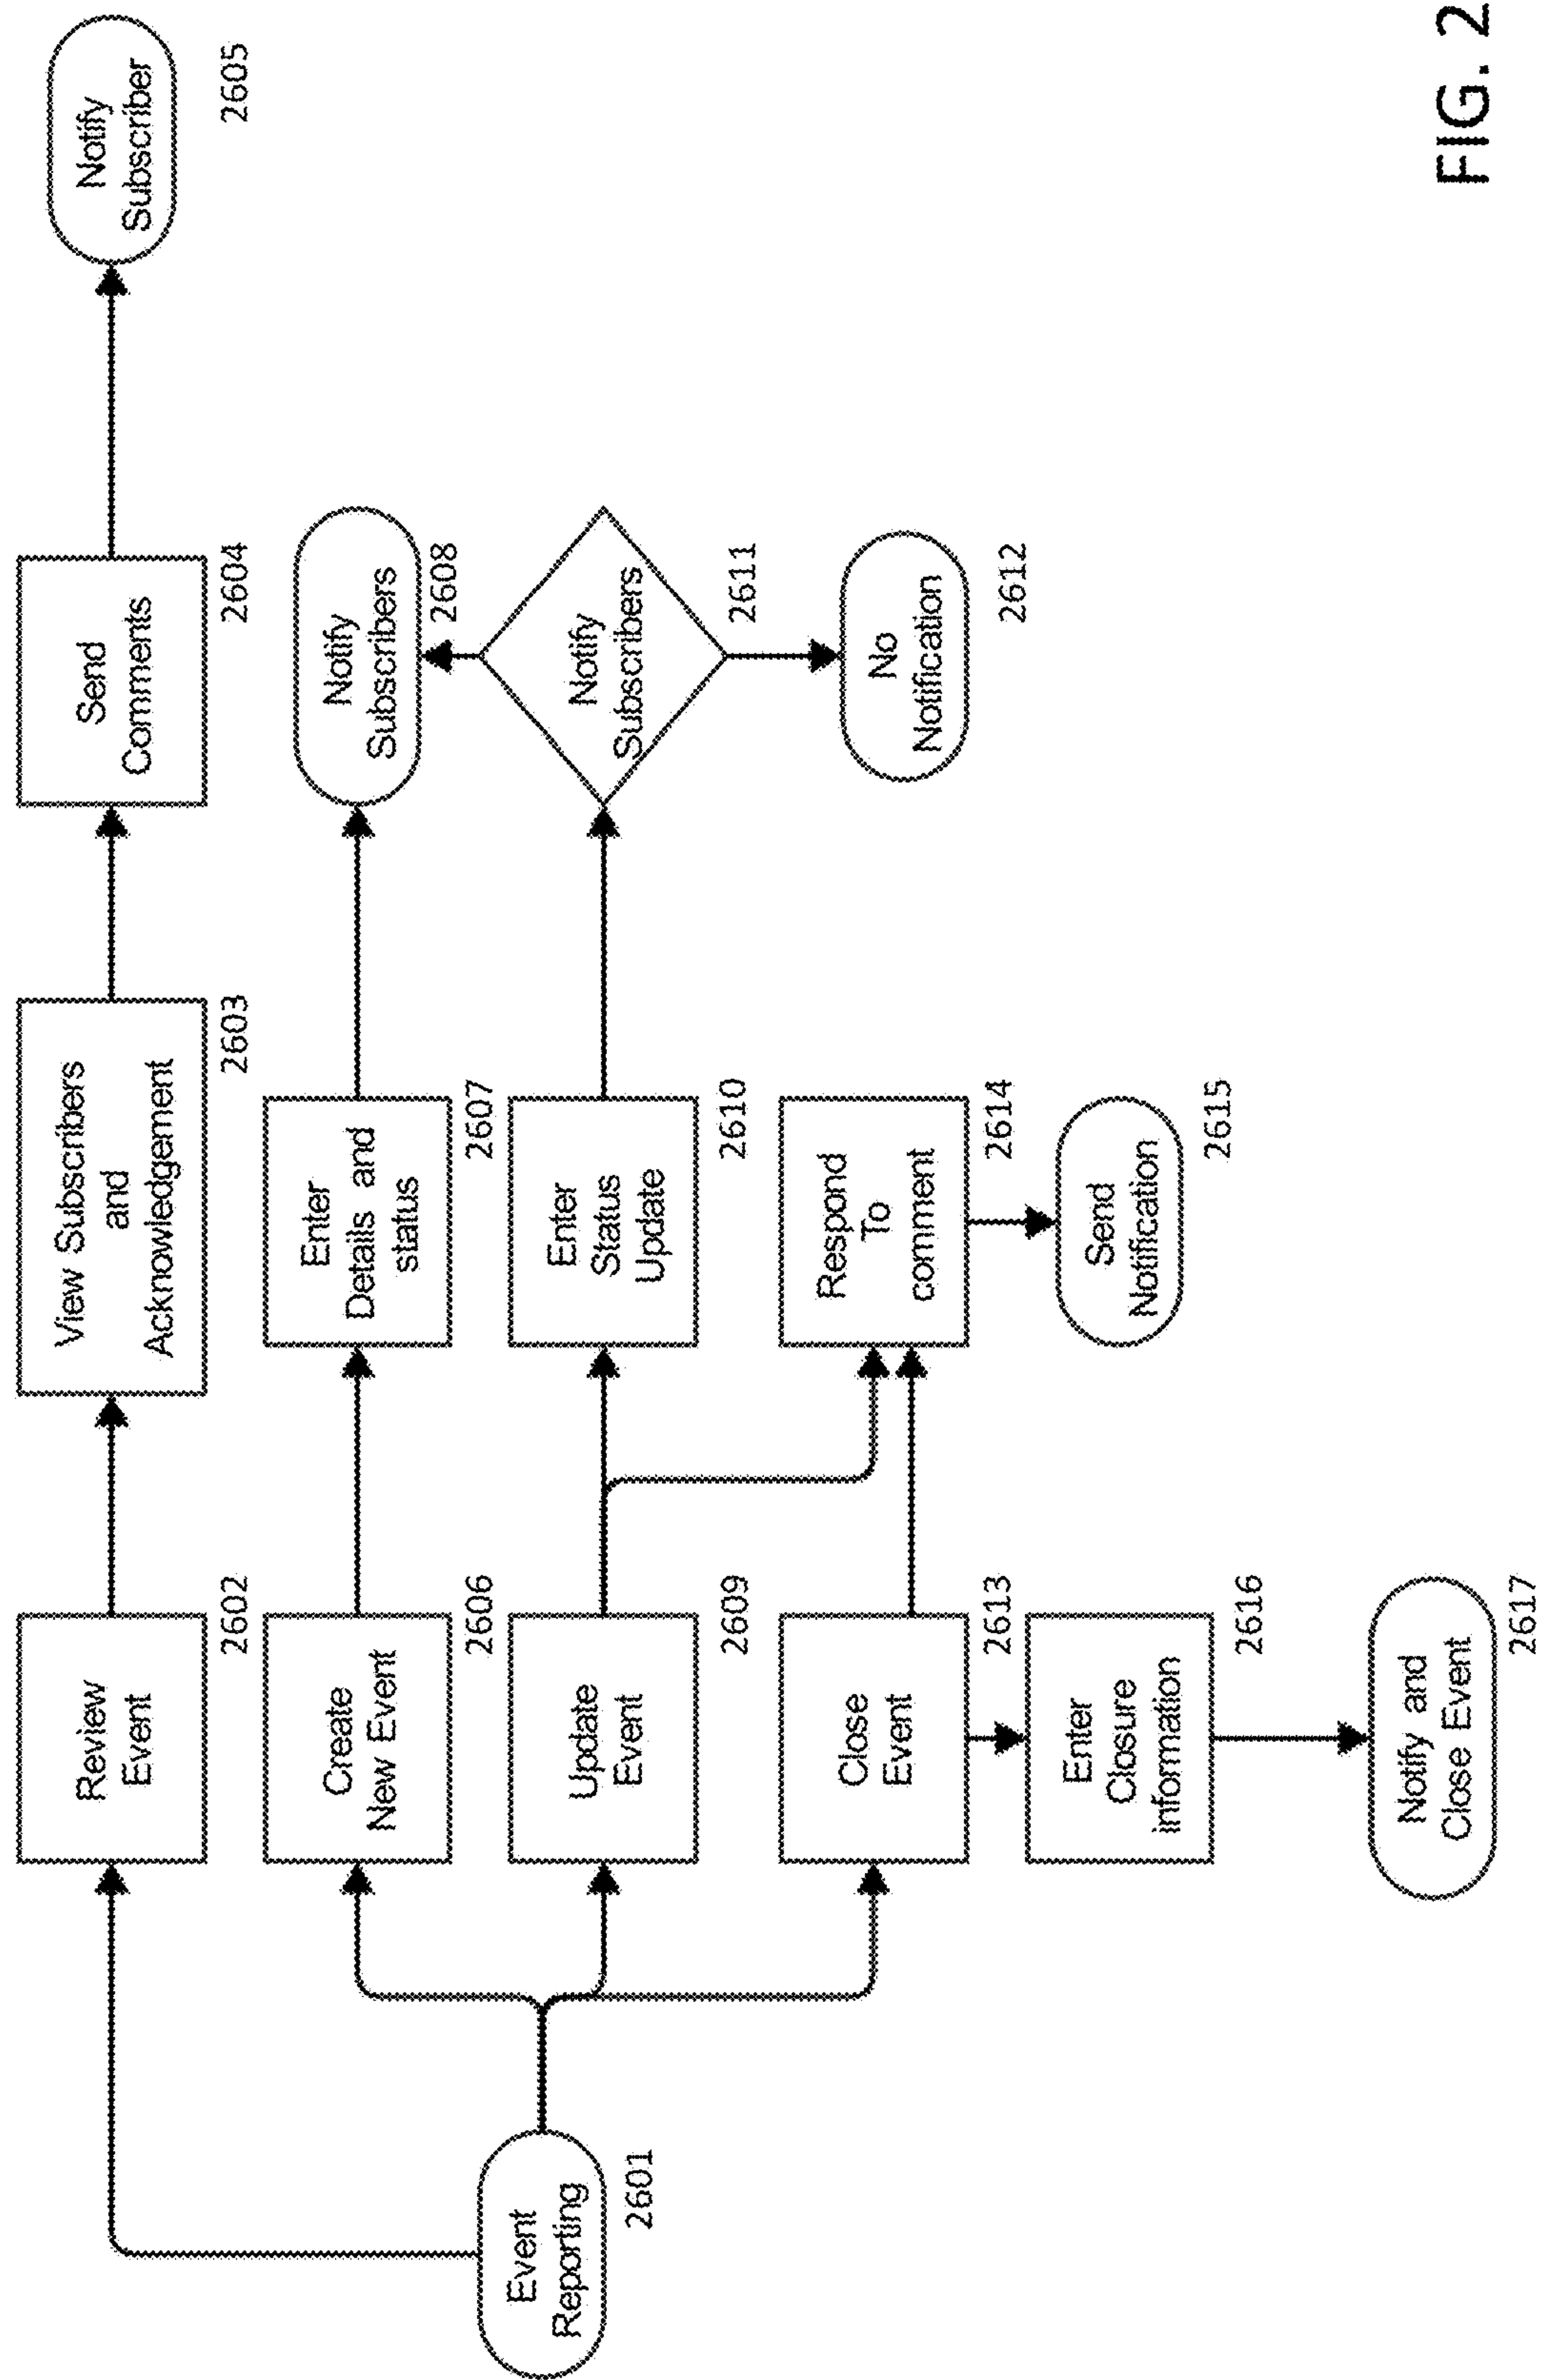 Review
Event
2602
View Subscribers
and
Acknowledgement
2603
Send
Comments
2604
Notify
Subscriber
2605
Create
New Event
2606
Enter
Details and
status
2607
Notify
Subscribers
2608
Event
Reporting
2601
Update
Event
2609
Enter
Status
Update
2610
Notify
Subscribers
2611
Close
Event
2613
Respond
To
comment
2614
No
Notification
2612
Enter
Closure
information
2616
Send
Notification
2615
Notify and
Close Event
2617
FIG. 2